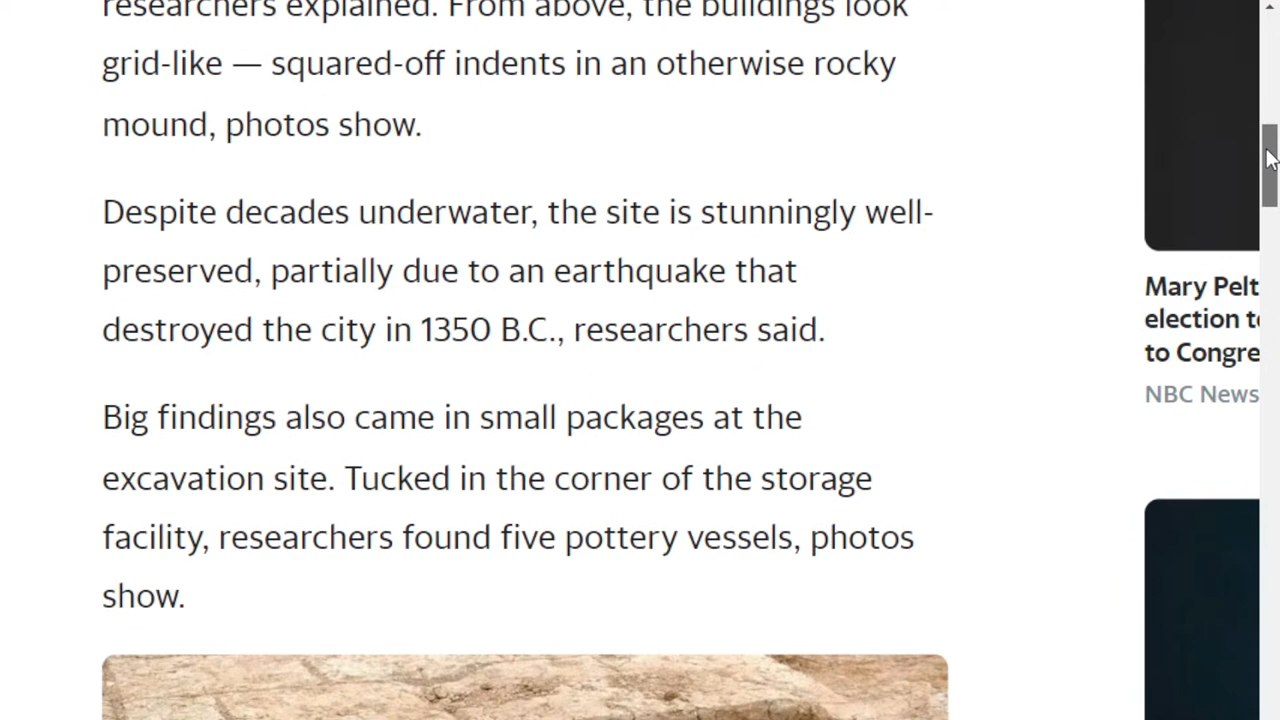 researchers explained. From above, the buildings look
grid-like — squared-off indents in an otherwise rocky
mound, photos show.
Despite decades underwater, the site is stunningly well-
preserved, partially due to an earthquake that
destroyed the city in 1350 B.C., researchers said.
Big findings also came in small packages at the
excavation site. Tucked in the corner of the storage
facility, researchers found five pottery vessels, photos
show.
Mary Pelt
election t
to Congre
NBC News